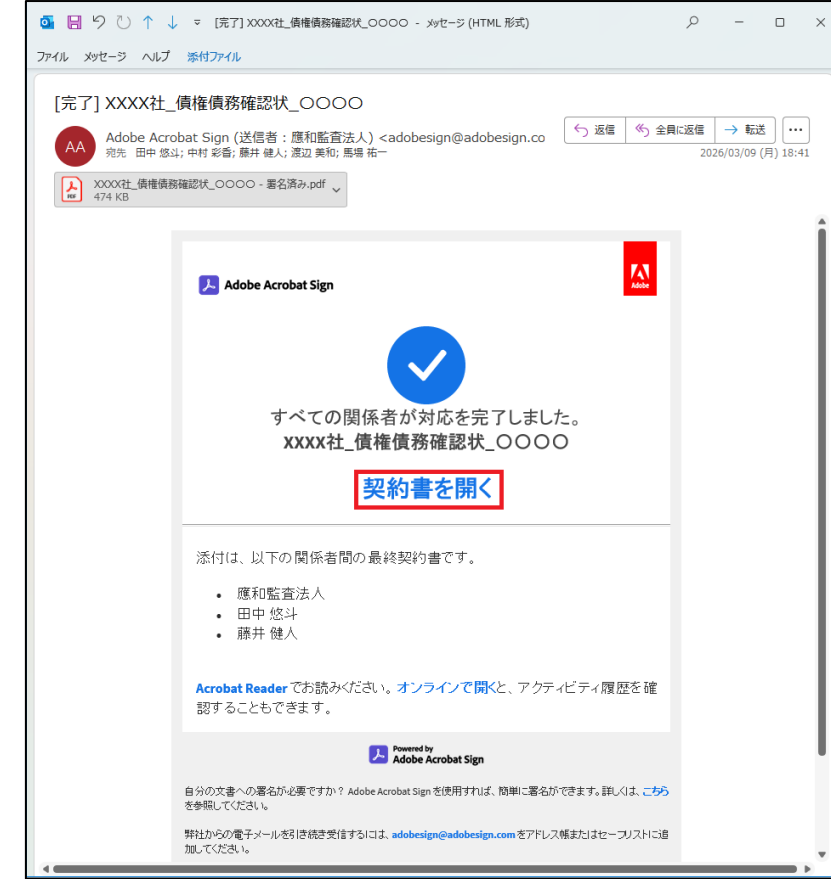 [完了] XXXX社_債権債務確認状_〇〇〇〇 - メッセージ (HTML 形式)
ファイル メッセージ ヘルプ 添付ファイル
[完了] XXXX社_債権債務確認状_〇〇〇〇
AA
Adobe Acrobat Sign (送信者：應和監査法人) <adobesign@adobesign.co
返信 全員に返信 転送
宛先 田中 悠斗; 中村 彩香; 藤井 健人; 渡辺 美和; 馬場 祐一
2026/03/09 (月) 18:41
XXXX社_債権債務確認状_〇〇〇〇 - 署名済み.pdf
474 KB
Adobe Acrobat Sign
Adobe
すべての関係者が対応を完了しました。
XXXX社_債権債務確認状_〇〇〇〇
契約書を開く
添付は、以下の関係者間の最終契約書です。
• 應和監査法人
• 田中 悠斗
• 藤井 健人
Acrobat Reader でお読みください。オンラインで開くと、アクティビティ履歴を確
認することもできます。
Powered by
Adobe Acrobat Sign
自分の文書への署名が必要ですか? Adobe Acrobat Sign を使用すれば、簡単に署名ができます。詳しくは、こちら
を参照してください。
弊社からの電子メールを引き続き受信するには、adobesign@adobesign.com をアドレス帳またはセーフリストに追
加してください。